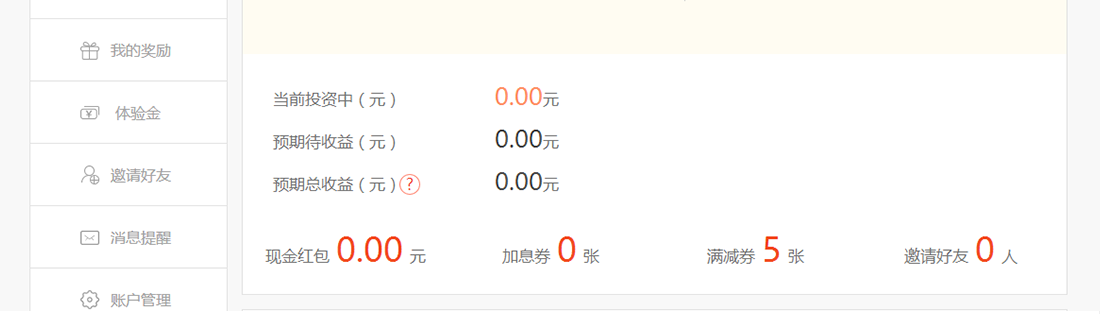 我的奖励
体验金
邀请好友
消息提醒
账户管理
当前投资中（元） 0.00元
预期待收益（元） 0.00元
预期总收益（元）? 0.00元
现金红包 0.00 元 加息券 0 张 满减券 5 张 邀请好友 0 人